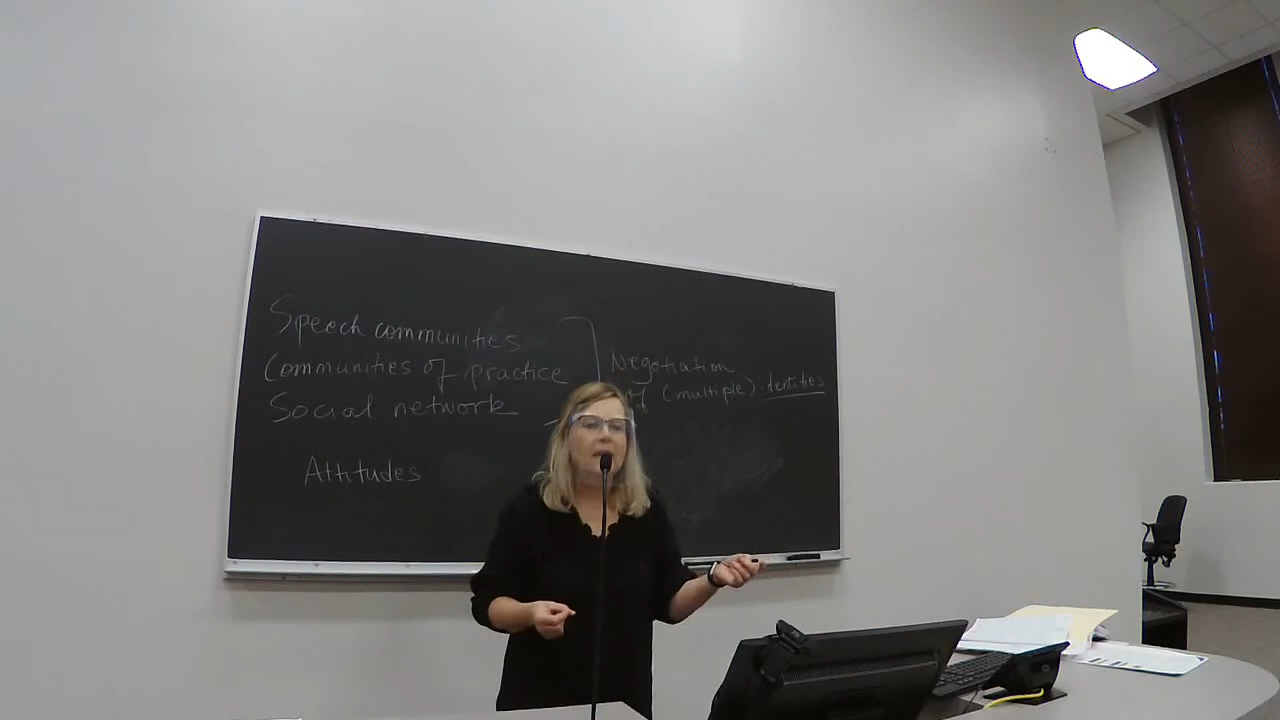 Speech communities
Communities of practice
Social network
Negotiation
of (multiple) identities
Attitudes